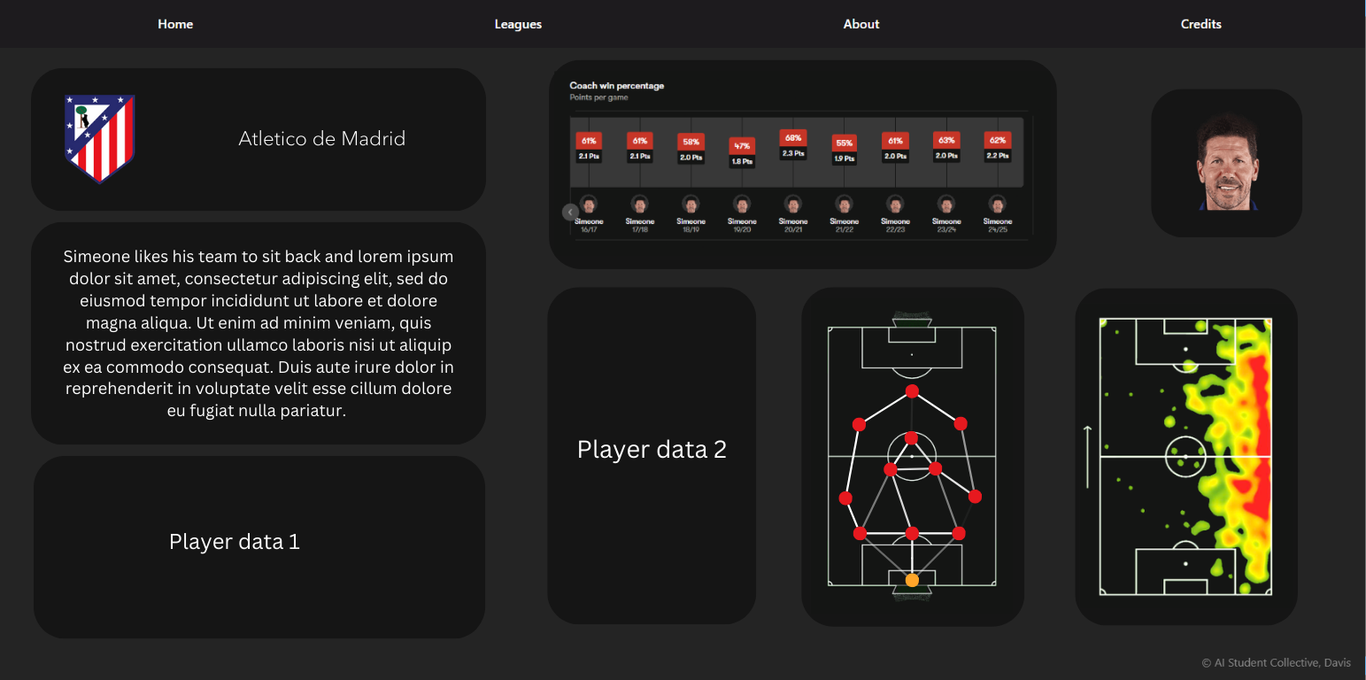 Home
Leagues
About
Credits
Atletico de Madrid
Simeone likes his team to sit back and lorem ipsum
dolor sit amet, consectetur adipiscing elit, sed do
eiusmod tempor incididunt ut labore et dolore
magna aliqua. Ut enim ad minim veniam, quis
nostrud exercitation ullamco laboris nisi ut aliquip
ex ea commodo consequat. Duis aute irure dolor in
reprehenderit in voluptate velit esse cillum dolore
eu fugiat nulla pariatur.
Player data 1
Coach win percentage
Points per game
61% 61% 58% 47% 68% 55% 61% 63% 62%
2.1 Pts 2.1 Pts 2.0 Pts 1.8 Pts 2.3 Pts 1.9 Pts 2.0 Pts 2.0 Pts 2.2 Pts
Simeone Simeone Simeone Simeone Simeone Simeone Simeone Simeone Simeone
16/17 17/18 18/19 19/20 20/21 21/22 22/23 23/24 24/25
Player data 2
© AI Student Collective, Davis